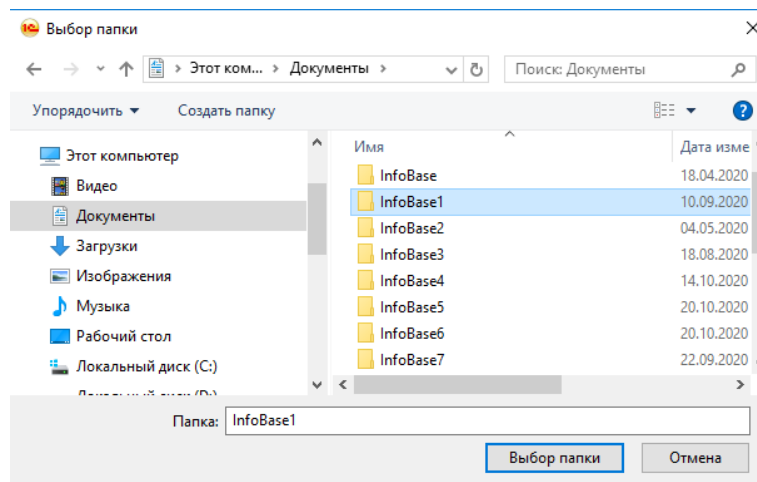 1С Выбор папки
Этот ком... > Документы >
Поиск: Документы
Упорядочить
Создать папку
?
Этот компьютер
Видео
Документы
Загрузки
Изображения
Музыка
Рабочий стол
Локальный диск (C:)
Имя
Дата изме
InfoBase
18.04.2020
InfoBase1
10.09.2020
InfoBase2
04.05.2020
InfoBase3
18.08.2020
InfoBase4
14.10.2020
InfoBase5
20.10.2020
InfoBase6
20.10.2020
InfoBase7
22.09.2020
Папка:
InfoBase1
Выбор папки
Отмена